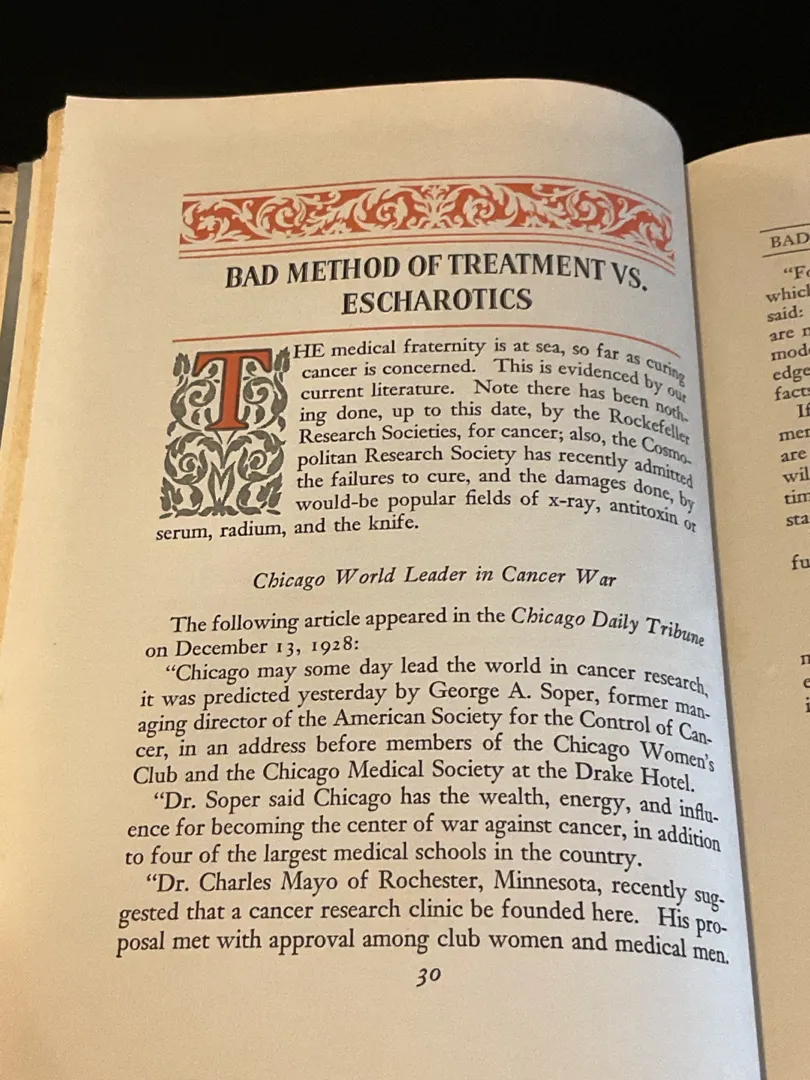 BAD METHOD OF TREATMENT VS.
ESCHAROTICS
THE medical fraternity is at sea, so far as curing
cancer is concerned. This is evidenced by our
current literature. Note there has been noth-
ing done, up to this date, by the Rockefeller
Research Societies, for cancer; also, the Cosmo-
politan Research Society has recently admitted
the failures to cure, and the damages done, by
would-be popular fields of x-ray, antitoxin or
serum, radium, and the knife.
Chicago World Leader in Cancer War
The following article appeared in the Chicago Daily Tribune
on December 13, 1928:
"Chicago may some day lead the world in cancer research,
it was predicted yesterday by George A. Soper, former man-
aging director of the American Society for the Control of Can-
cer, in an address before members of the Chicago Women's
Club and the Chicago Medical Society at the Drake Hotel.
"Dr. Soper said Chicago has the wealth, energy, and influ-
ence for becoming the center of war against cancer, in addition
to four of the largest medical schools in the country.
"Dr. Charles Mayo of Rochester, Minnesota, recently sug-
gested that a cancer research clinic be founded here. His pro-
posal met with approval among club women and medical men.
30
BAD
which
said:
are
edge
facts
If
are